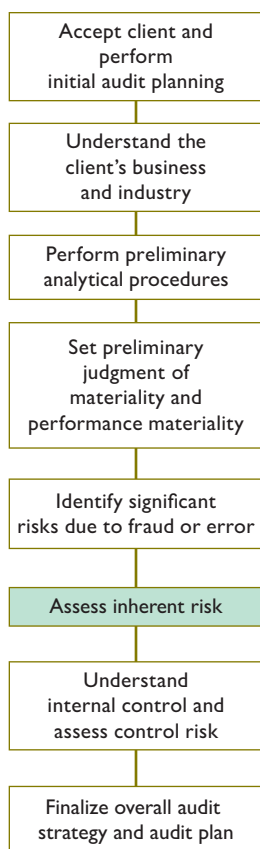 Accept client and
perform
initial audit planning
Understand the
client's business
and industry
Perform preliminary
analytical procedures
Set preliminary
judgment of
materiality and
performance materiality
Identify significant
risks due to fraud or error
Assess inherent risk
Understand
internal control and
assess control risk
Finalize overall audit
strategy and audit plan